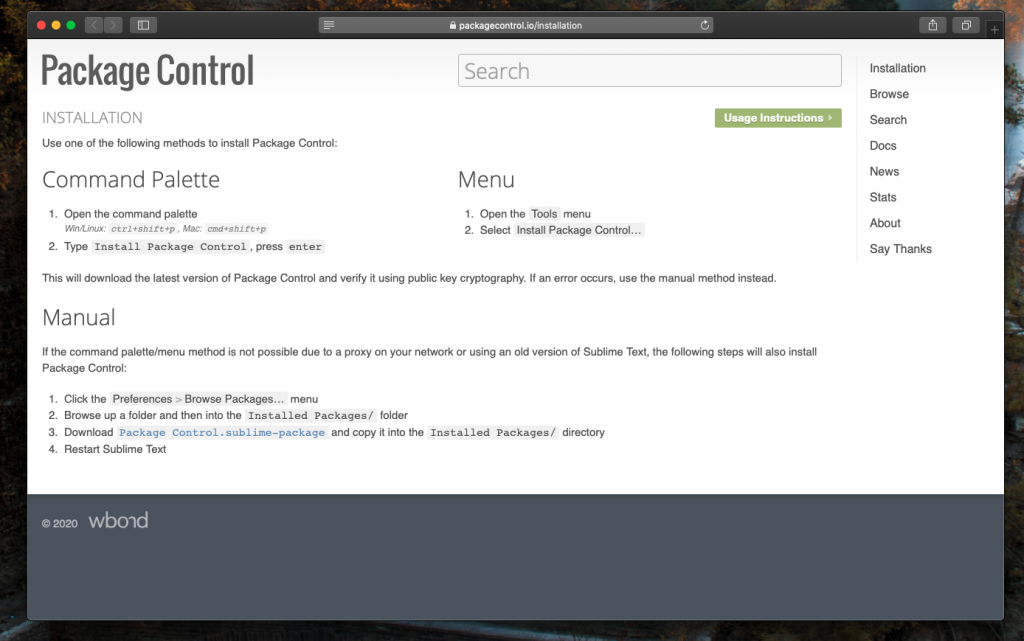 packagecontrol.io/installation
Package Control
Search
INSTALLATION
Usage Instructions ›
Use one of the following methods to install Package Control:
Command Palette
1. Open the command palette
Win/Linux: ctrl+shift+p, Mac: cmd+shift+p
2. Type Install Package Control, press enter
Menu
1. Open the Tools menu
2. Select Install Package Control…
This will download the latest version of Package Control and verify it using public key cryptography. If an error occurs, use the manual method instead.
Manual
If the command palette/menu method is not possible due to a proxy on your network or using an old version of Sublime Text, the following steps will also install
Package Control:
1. Click the Preferences > Browse Packages… menu
2. Browse up a folder and then into the Installed Packages/ folder
3. Download Package Control.sublime-package and copy it into the Installed Packages/ directory
4. Restart Sublime Text
Installation
Browse
Search
Docs
News
Stats
About
Say Thanks
© 2020 wbond